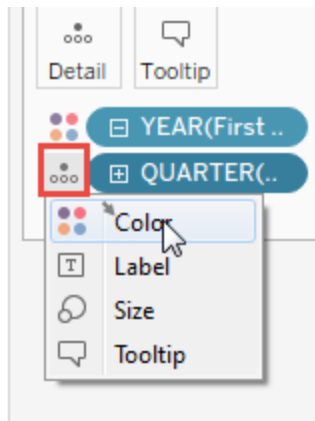 Detail Tooltip
YEAR(First ..
QUARTER(..
Color
T Label
Size
Tooltip